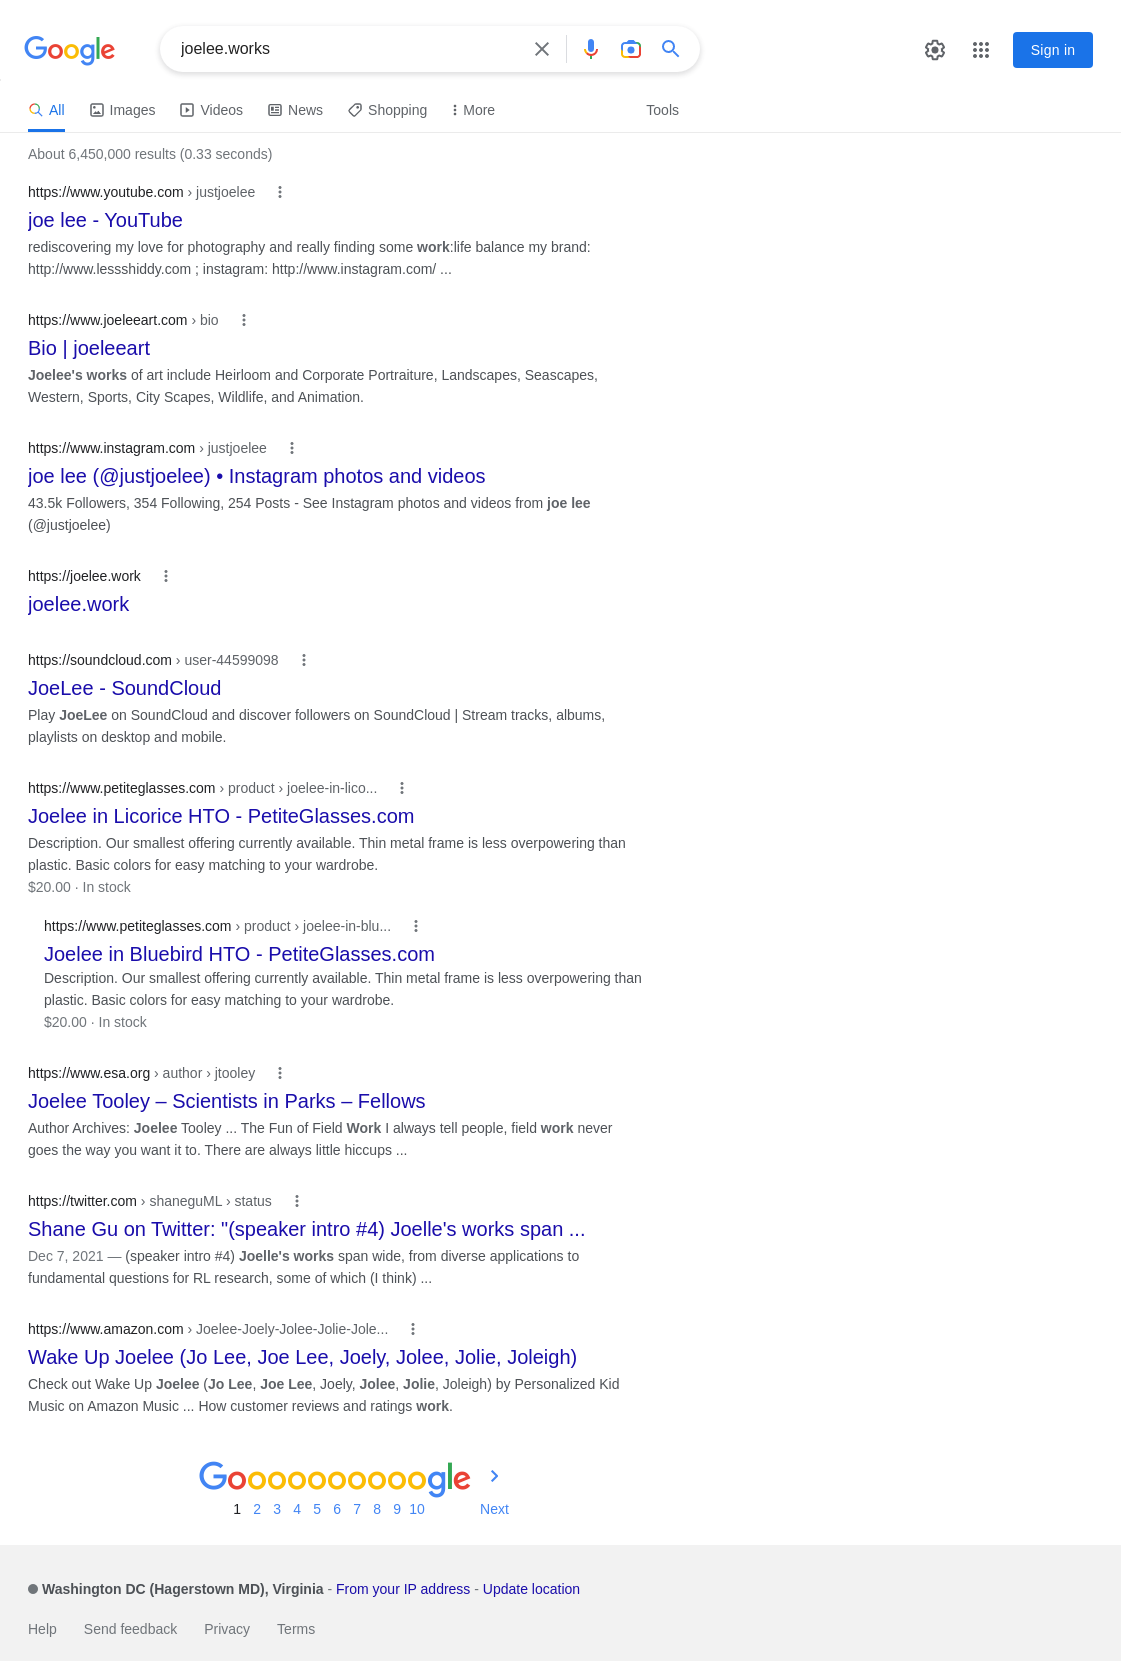 Google
joelee.works
Sign in
All Images Videos News Shopping More Tools
About 6,450,000 results (0.33 seconds)
https://www.youtube.com › justjoelee
joe lee - YouTube
rediscovering my love for photography and really finding some work:life balance my brand:
http://www.lessshiddy.com ; instagram: http://www.instagram.com/ ...
https://www.joeleeart.com › bio
Bio | joeleeart
Joelee's works of art include Heirloom and Corporate Portraiture, Landscapes, Seascapes,
Western, Sports, City Scapes, Wildlife, and Animation.
https://www.instagram.com › justjoelee
joe lee (@justjoelee) • Instagram photos and videos
43.5k Followers, 354 Following, 254 Posts - See Instagram photos and videos from joe lee
(@justjoelee)
https://joelee.work
joelee.work
https://soundcloud.com › user-44599098
JoeLee - SoundCloud
Play JoeLee on SoundCloud and discover followers on SoundCloud | Stream tracks, albums,
playlists on desktop and mobile.
https://www.petiteglasses.com › product › joelee-in-lico...
Joelee in Licorice HTO - PetiteGlasses.com
Description. Our smallest offering currently available. Thin metal frame is less overpowering than
plastic. Basic colors for easy matching to your wardrobe.
$20.00 · In stock
https://www.petiteglasses.com › product › joelee-in-blu...
Joelee in Bluebird HTO - PetiteGlasses.com
Description. Our smallest offering currently available. Thin metal frame is less overpowering than
plastic. Basic colors for easy matching to your wardrobe.
$20.00 · In stock
https://www.esa.org › author › jtooley
Joelee Tooley – Scientists in Parks – Fellows
Author Archives: Joelee Tooley ... The Fun of Field Work I always tell people, field work never
goes the way you want it to. There are always little hiccups ...
https://twitter.com › shaneguML › status
Shane Gu on Twitter: "(speaker intro #4) Joelle's works span ...
Dec 7, 2021 — (speaker intro #4) Joelle's works span wide, from diverse applications to
fundamental questions for RL research, some of which (I think) ...
https://www.amazon.com › Joelee-Joely-Jolee-Jolie-Jole...
Wake Up Joelee (Jo Lee, Joe Lee, Joely, Jolee, Jolie, Joleigh)
Check out Wake Up Joelee (Jo Lee, Joe Lee, Joely, Jolee, Jolie, Joleigh) by Personalized Kid
Music on Amazon Music ... How customer reviews and ratings work.
Goooooooooogle
1 2 3 4 5 6 7 8 9 10 Next
Washington DC (Hagerstown MD), Virginia - From your IP address - Update location
Help Send feedback Privacy Terms